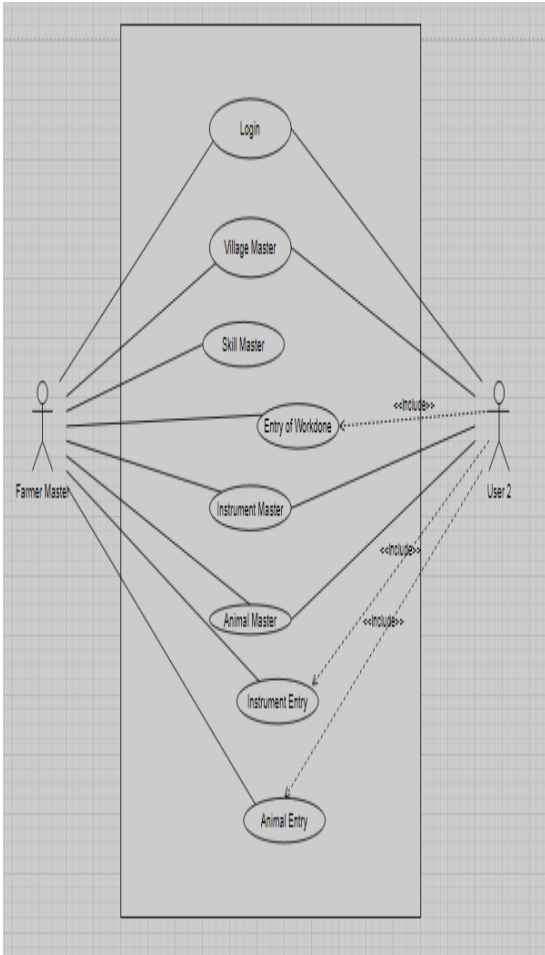 Login
Village Master
Skill Master
<<Include>>
Entry of Workdone
Farmer Master
User 2
Instrument Master
<<Include>>
Animal Master
<<Include>>
Instrument Entry
Animal Entry